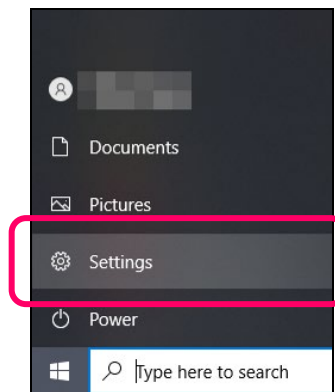 Documents
Pictures
Settings
Power
Type here to search